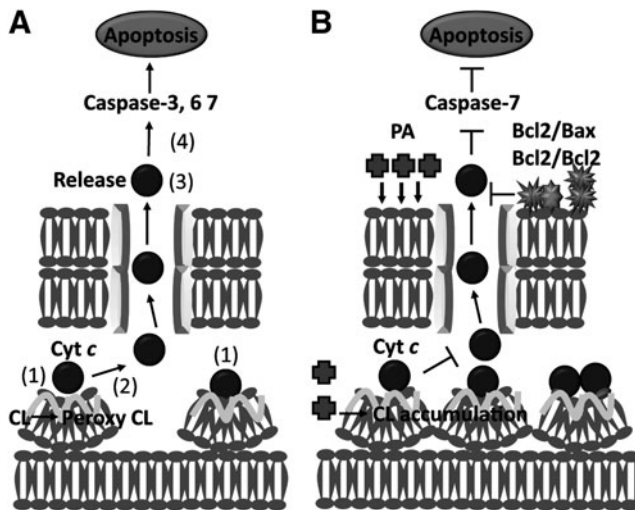 A
Apoptosis
Caspase-3, 6 7
(4)
Release
(3)
Cyt c
(1)
(2)
(1)
CL
Peroxy CL
B
Apoptosis
Caspase-7
PA
Bcl2/Bax
Bcl2/Bcl2
Cyt c
CL accumulation